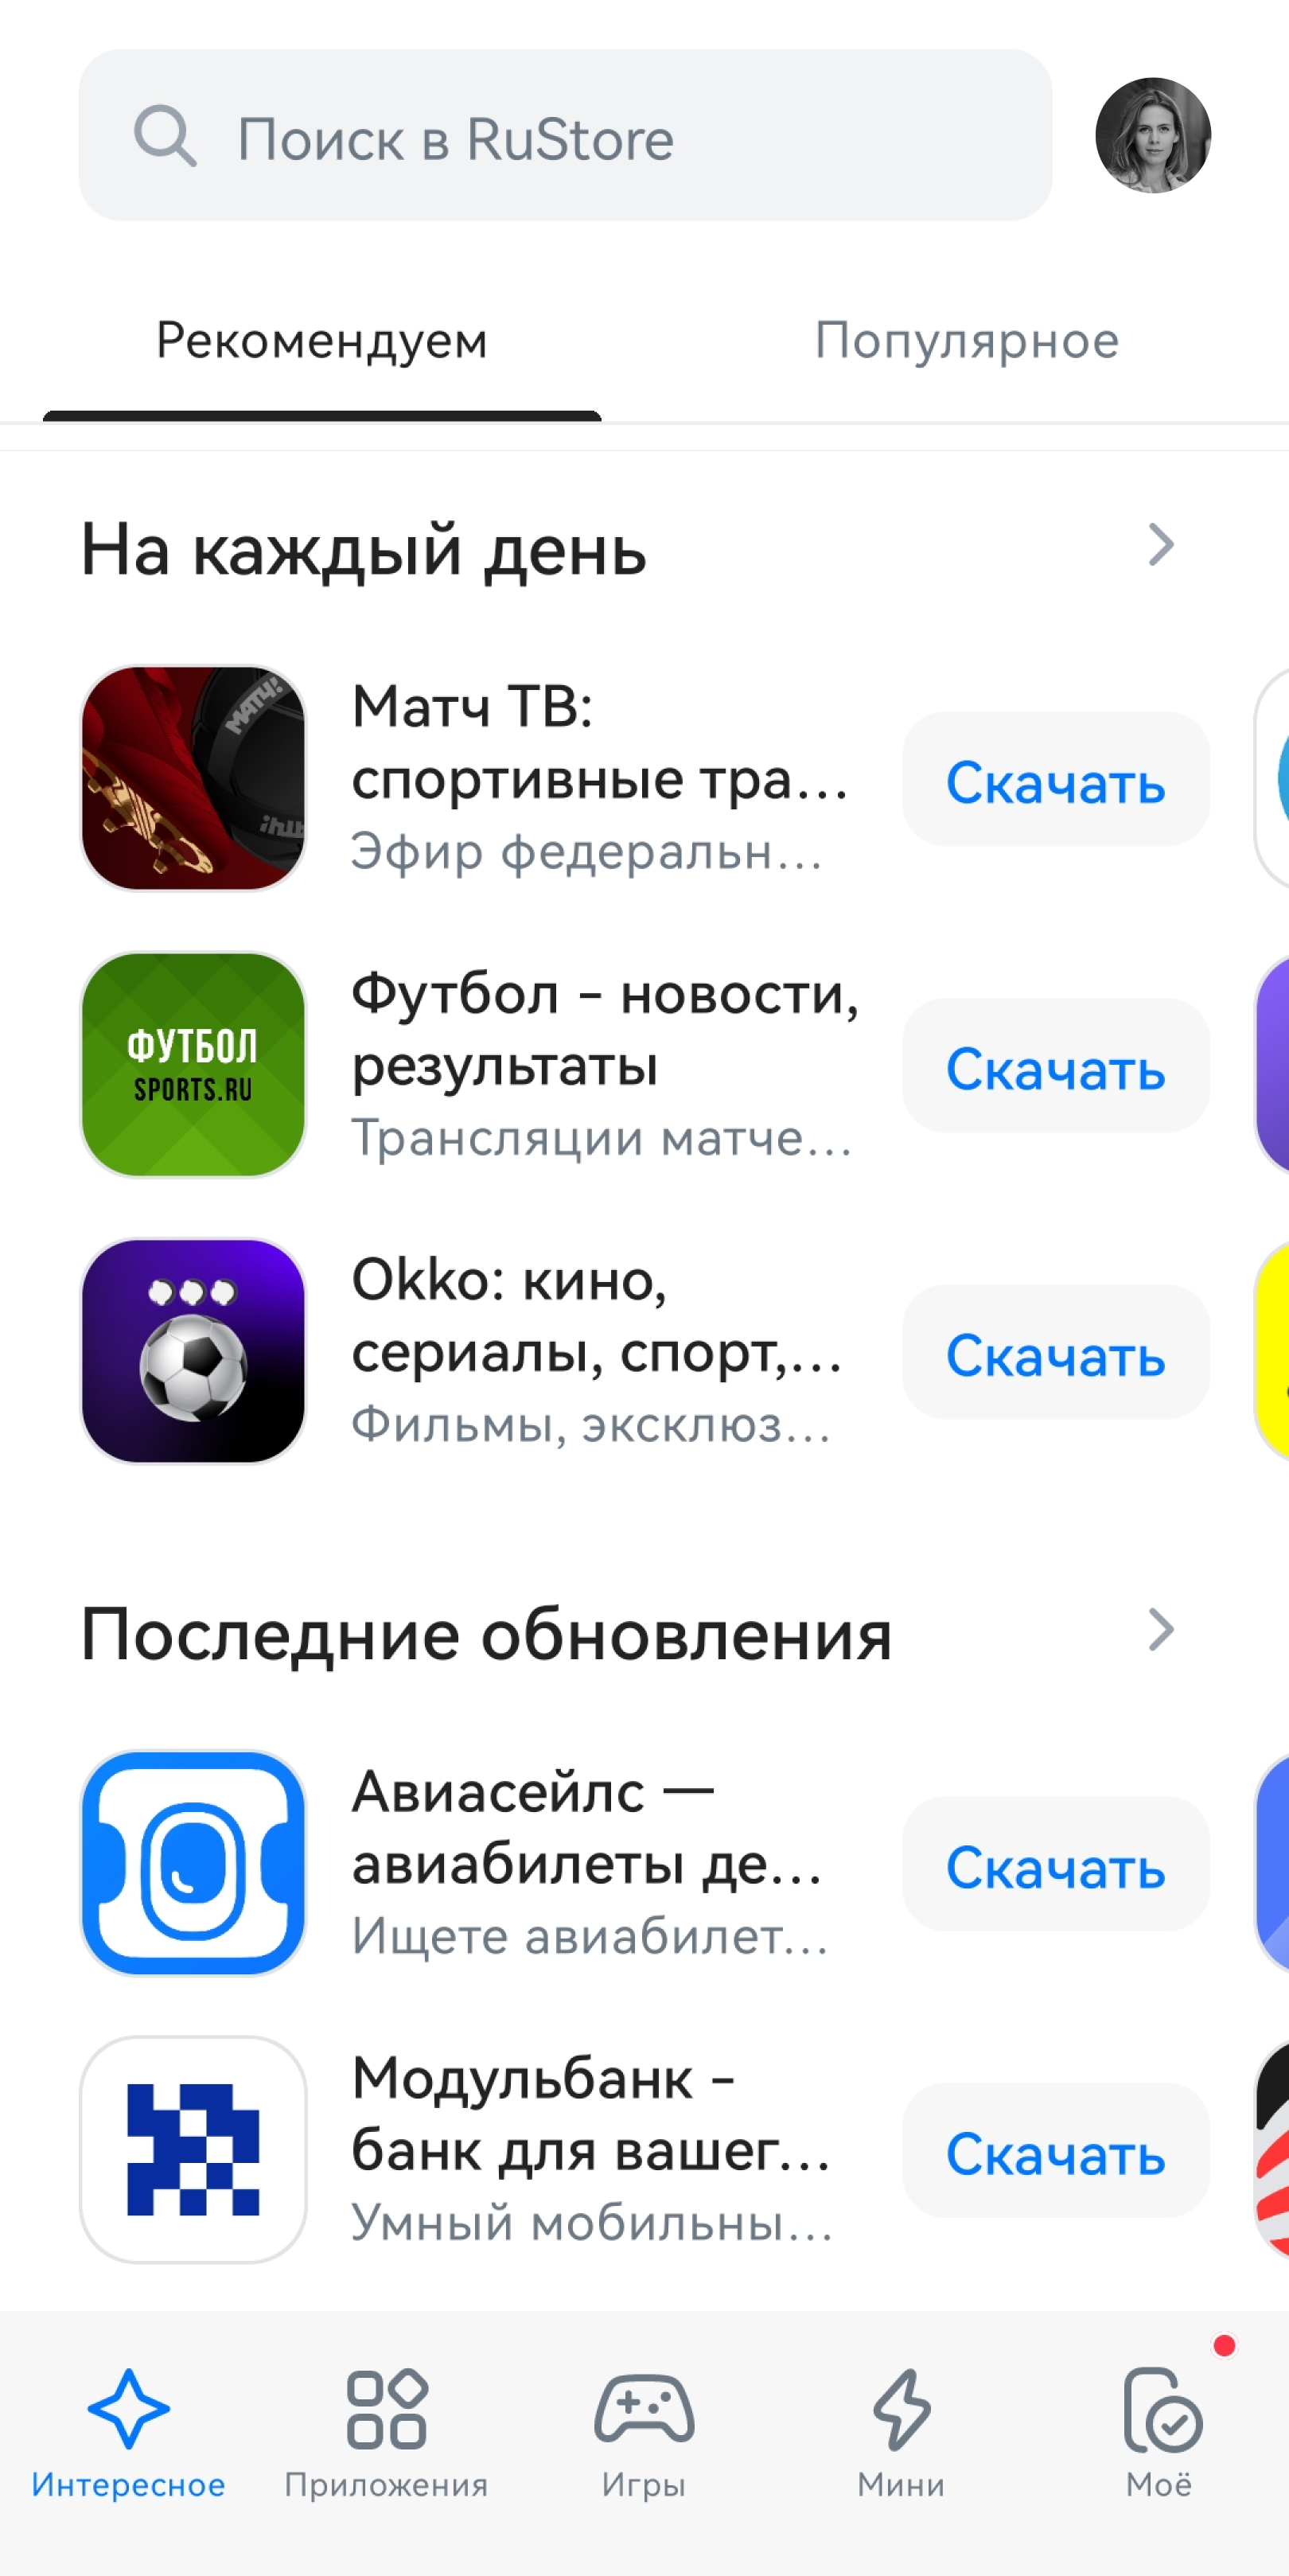 Поиск в RuStore
Рекомендуем
Популярное
На каждый день
МАТЧ!
Матч ТВ:
спортивные тра...
Эфир федеральн...
Скачать
ФУТБОЛ
SPORTS.RU
Футбол - новости,
результаты
Трансляции матче...
Скачать
Okko: кино,
сериалы, спорт,...
Фильмы, эксклюз...
Скачать
Последние обновления
Авиасейлс —
авиабилеты де...
Ищете авиабилет...
Скачать
Модульбанк -
банк для вашег...
Умный мобильны...
Скачать
Интересное
Приложения
Игры
Мини
Моё